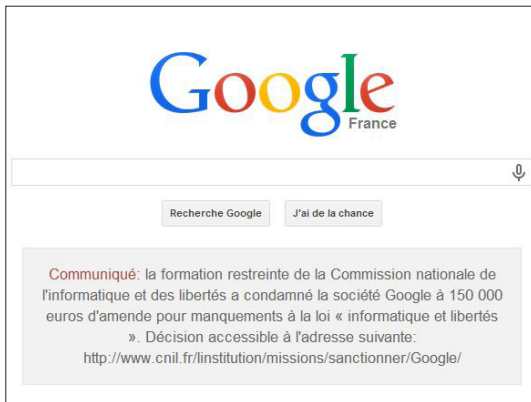 Google
France
Recherche Google J'ai de la chance
Communiqué: la formation restreinte de la Commission nationale de
l'informatique et des libertés a condamné la société Google à 150 000
euros d'amende pour manquements à la loi « informatique et libertés
». Décision accessible à l'adresse suivante:
http://www.cnil.fr/linstitution/missions/sanctionner/Google/